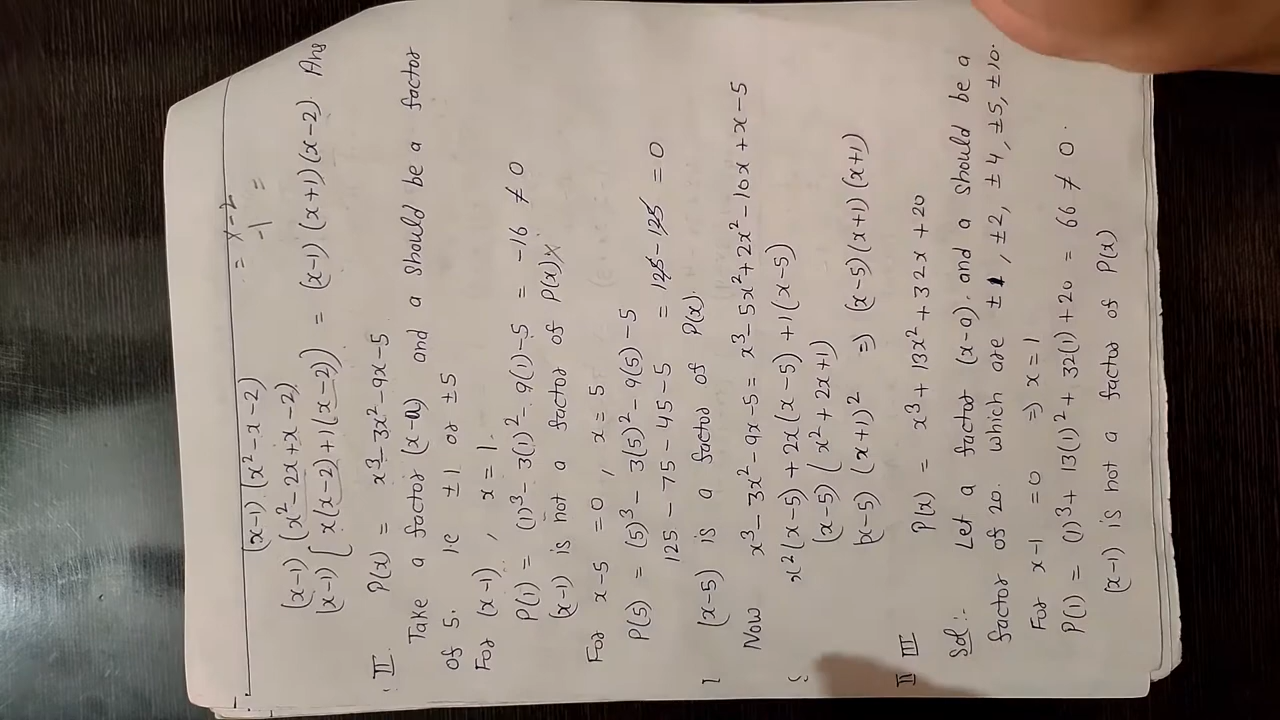 = x-2
-1 =
(x-1) (x²-x-2)
(x-1) (x²-2x+x-2)
(x-1) (x(x-2)+1(x-2)) = (x-1) (x+1) (x-2). Ans
II P(x) = x³-3x²-9x-5
Take a factor (x-a) and a should be a factor
of 5. ie ±1 or ±5
For (x-1), x=1.
P(1) = (1)³-3(1)²-9(1)-5 = -16 ≠ 0
(x-1) is not a factor of P(x)
For x-5 = 0, x=5
P(5) = (5)³-3(5)²-9(5)-5
125-75-45-5 = 125-125 = 0
(x-5) is a factor of P(x).
Now x³-3x²-9x-5 = x³-5x²+2x²-10x+x-5
x²(x-5)+2x(x-5)+1(x-5)
(x-5) (x²+2x+1)
(x-5) (x+1)² => (x-5)(x+1)(x+1)
III P(x) = x³+13x²+32x+20
Sol:- Let a factor (x-a). and a should be a
factor of 20. which are ±1, ±2, ±4, ±5, ±10.
For x-1 = 0 => x=1
P(1) = (1)³+13(1)²+32(1)+20 = 66 ≠ 0.
(x-1) is not a factor of P(x)